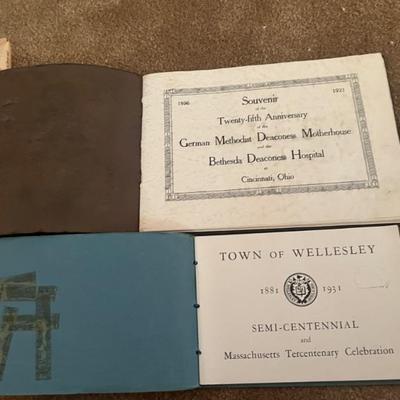 1896 1921
Souvenir
of the
Twenty-fifth Anniversary
of the
German Methodist Deaconess Motherhouse
and the
Bethesda Deaconess Hospital
at
Cincinnati, Ohio
TOWN OF WELLESLEY
1881 1931
SEMI-CENTENNIAL
and
Massachusetts Tercentenary Celebration